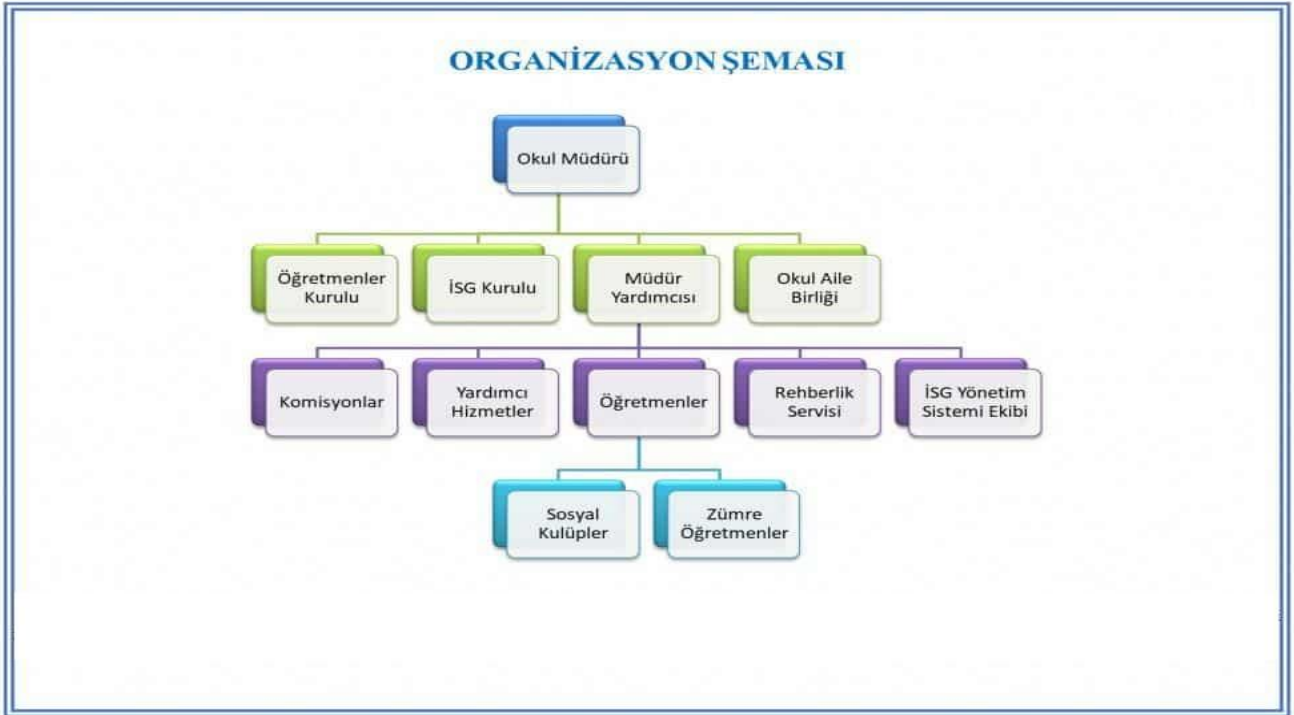 ORGANİZASYON ŞEMASI
Okul Müdürü
Öğretmenler
Kurulu
İSG Kurulu
Müdür
Yardımcısı
Okul Aile
Birliği
Komisyonlar
Yardımcı
Hizmetler
Öğretmenler
Rehberlik
Servisi
İSG Yönetim
Sistemi Ekibi
Sosyal
Kulüpler
Zümre
Öğretmenler